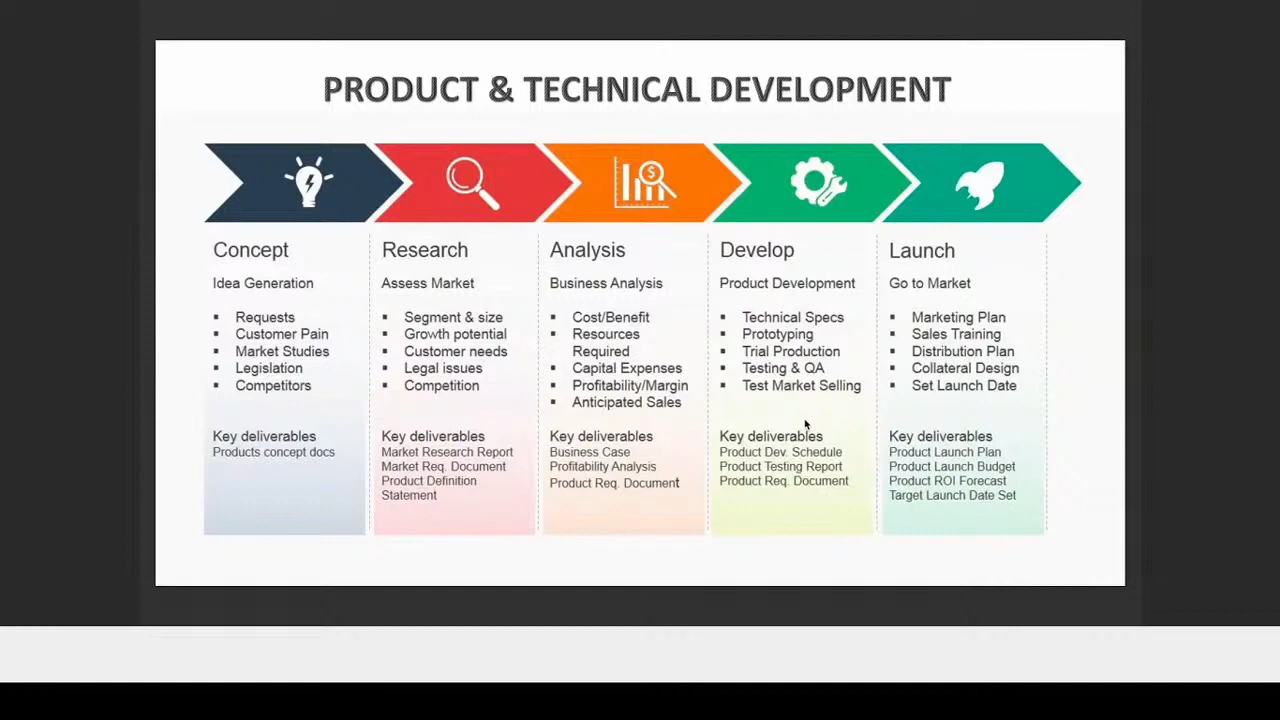 PRODUCT & TECHNICAL DEVELOPMENT
$
Concept
Idea Generation
Requests
Customer Pain
Market Studies
Legislation
Competitors
Key deliverables
Products concept docs
Research
Assess Market
Segment & size
Growth potential
Customer needs
Legal issues
Competition
Key deliverables
Market Research Report
Market Req. Document
Product Definition
Statement
Analysis
Business Analysis
Cost/Benefit
Resources
Required
Capital Expenses
Profitability/Margin
Anticipated Sales
Key deliverables
Business Case
Profitability Analysis
Product Req. Document
Develop
Product Development
Technical Specs
Prototyping
Trial Production
Testing & QA
Test Market Selling
Key deliverables
Product Dev. Schedule
Product Testing Report
Product Req. Document
Launch
Go to Market
Marketing Plan
Sales Training
Distribution Plan
Collateral Design
Set Launch Date
Key deliverables
Product Launch Plan
Product Launch Budget
Product ROI Forecast
Target Launch Date Set